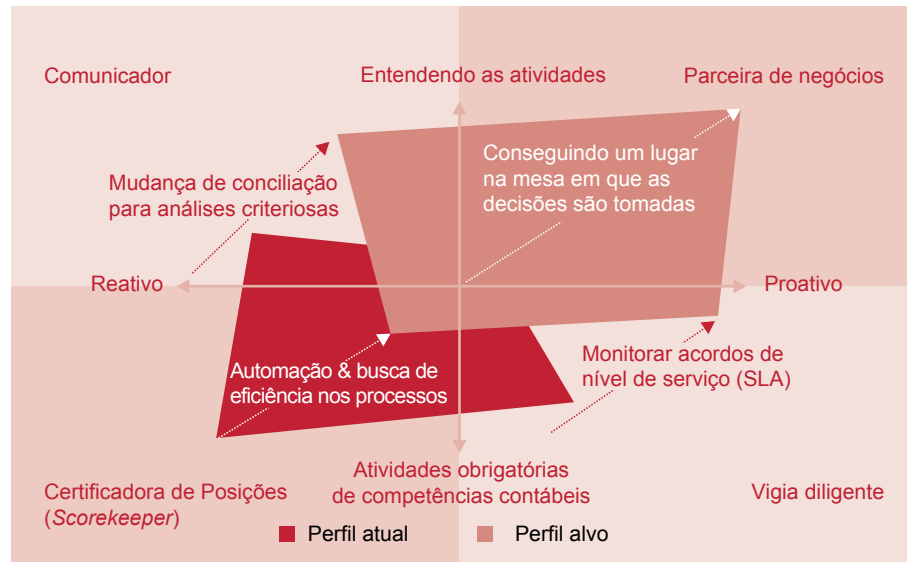 Comunicador
Entendendo as atividades
Parceira de negócios
Conseguindo um lugar
na mesa em que as
decisões são tomadas
Mudança de conciliação
para análises criteriosas
Reativo
Proativo
Automação & busca de
eficiência nos processos
Monitorar acordos de
nível de serviço (SLA)
Atividades obrigatórias
de competências contábeis
Certificadora de Posições
(Scorekeeper)
Vigia diligente
Perfil atual
Perfil alvo